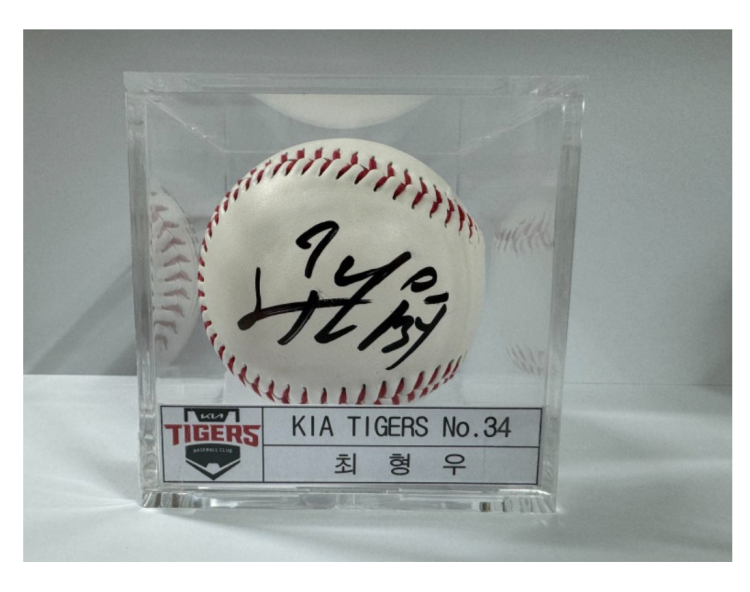 KIA
TIGERS
BASEBALL CLUB
KIA TIGERS No.34
최 형 우